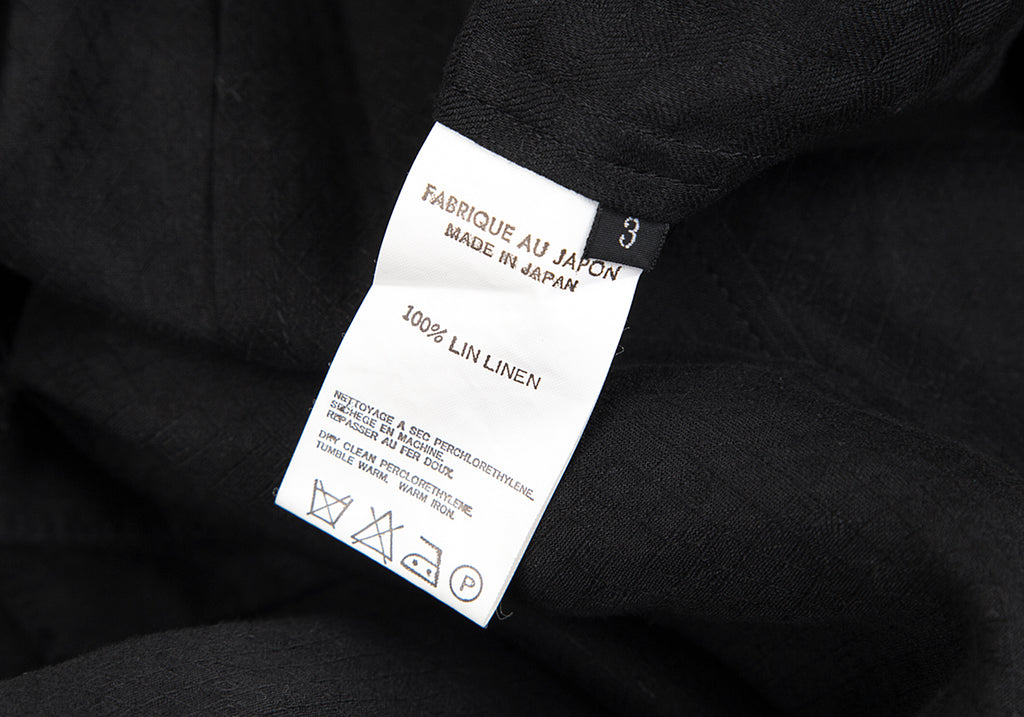 3
FABRIQUE AU JAPON
MADE IN JAPAN
100% LIN LINEN
NETTOYAGE A SEC PERCHLORETHYLENE.
SECHEGE EN MACHINE.
REPASSER AU FER DOUX.
DRY CLEAN PERCLORETHYLENE.
TUMBLE WARM. WARM IRON.
P